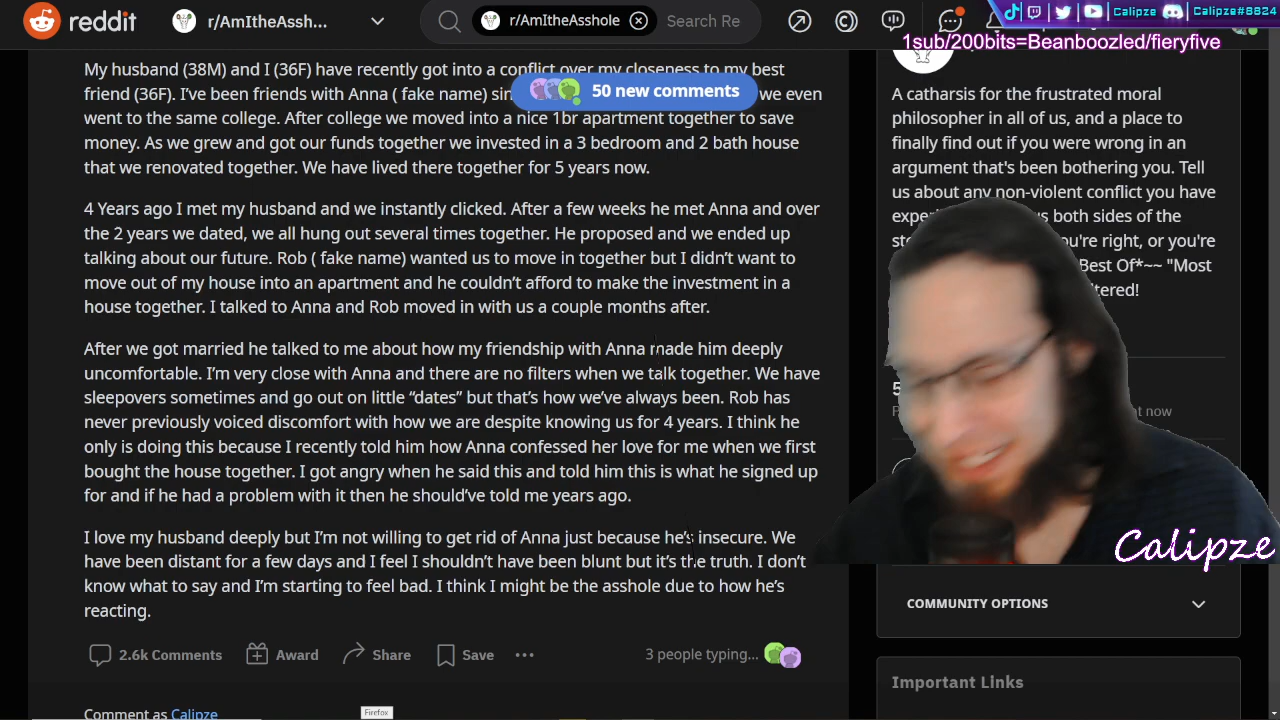 reddit
r/AmItheAssh...
r/AmItheAsshole
Search Re
Calipze
Calipze#8824
1sub/200bits=Beanboozled/fieryfive
My husband (38M) and I (36F) have recently got into a conflict over my closeness to my best
friend (36F). I've been friends with Anna ( fake name) sin
50 new comments
we even
went to the same college. After college we moved into a nice 1br apartment together to save
money. As we grew and got our funds together we invested in a 3 bedroom and 2 bath house
that we renovated together. We have lived there together for 5 years now.
4 Years ago I met my husband and we instantly clicked. After a few weeks he met Anna and over
the 2 years we dated, we all hung out several times together. He proposed and we ended up
talking about our future. Rob ( fake name) wanted us to move in together but I didn't want to
move out of my house into an apartment and he couldn't afford to make the investment in a
house together. I talked to Anna and Rob moved in with us a couple months after.
After we got married he talked to me about how my friendship with Anna made him deeply
uncomfortable. I'm very close with Anna and there are no filters when we talk together. We have
sleepovers sometimes and go out on little “dates” but that's how we've always been. Rob has
never previously voiced discomfort with how we are despite knowing us for 4 years. I think he
only is doing this because I recently told him how Anna confessed her love for me when we first
bought the house together. I got angry when he said this and told him this is what he signed up
for and if he had a problem with it then he should've told me years ago.
I love my husband deeply but I'm not willing to get rid of Anna just because he's insecure. We
have been distant for a few days and I feel I shouldn't have been blunt but it's the truth. I don't
know what to say and I'm starting to feel bad. I think I might be the asshole due to how he's
reacting.
2.6k Comments
Award
Share
Save
3 people typing...
Comment as Calipze
Firefox
A catharsis for the frustrated moral
philosopher in all of us, and a place to
finally find out if you were wrong in an
argument that's been bothering you. Tell
us about any non-violent conflict you have
expe
us both sides of the
u're right, or you're
Best Of*~~ "Most
tered!
t now
Calipze
COMMUNITY OPTIONS
Important Links